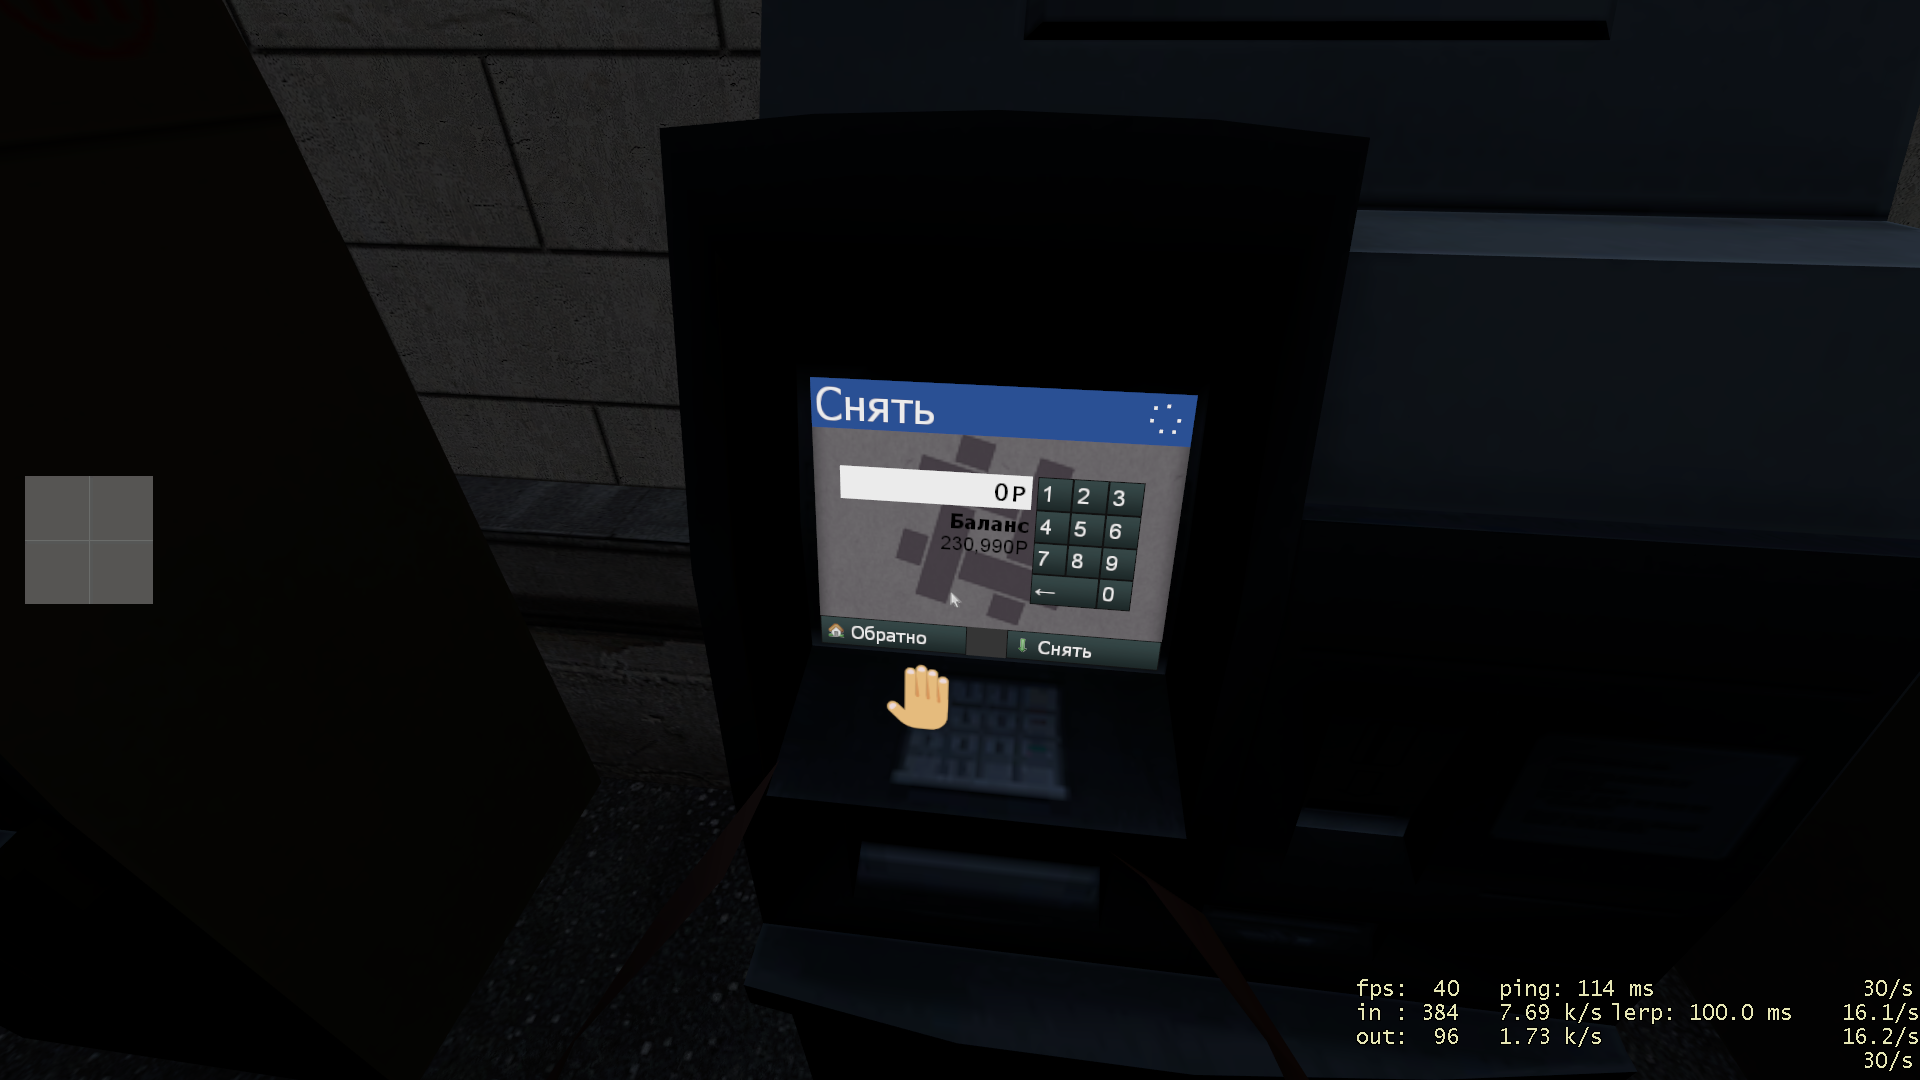 Снять
0Р
Баланс
230,990Р
1 2 3
4 5 6
7 8 9
← 0
Обратно
Снять
fps: 40 ping: 114 ms 30/s
in : 384 7.69 k/s lerp: 100.0 ms 16.1/s
out: 96 1.73 k/s 16.2/s
30/s